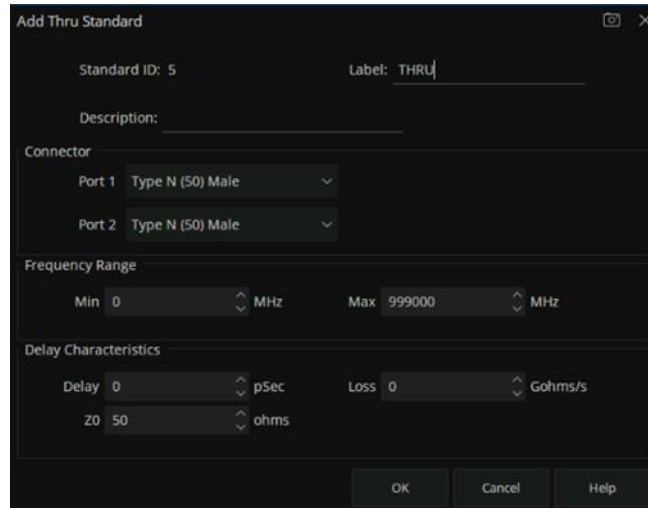 Add Thru Standard
Standard ID: 5 Label: THRU
Description:
Connector
Port 1 Type N (50) Male
Port 2 Type N (50) Male
Frequency Range
Min 0 MHz Max 999000 MHz
Delay Characteristics
Delay 0 pSec Loss 0 Gohms/s
Z0 50 ohms
OK Cancel Help